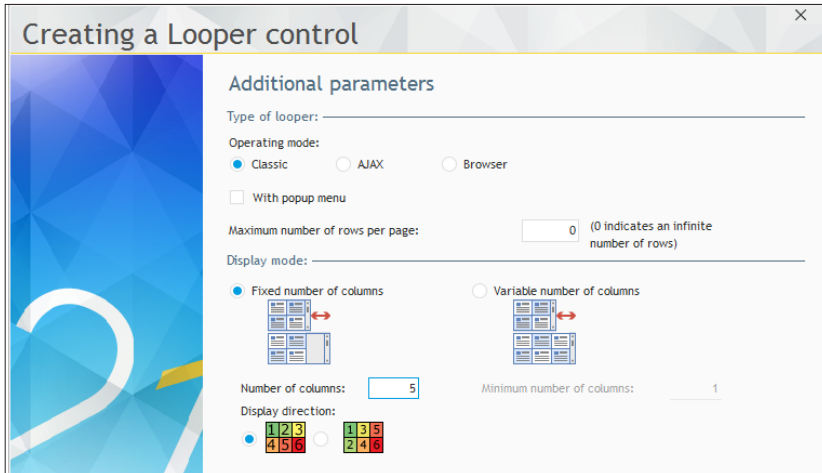 Creating a Looper control
Additional parameters
Type of looper:
Operating mode:
Classic AJAX Browser
With popup menu
Maximum number of rows per page: 0 (0 indicates an infinite
number of rows)
Display mode:
Fixed number of columns Variable number of columns
Number of columns: 5 Minimum number of columns: 1
Display direction:
1 2 3 1 3 5
4 5 6 2 4 6